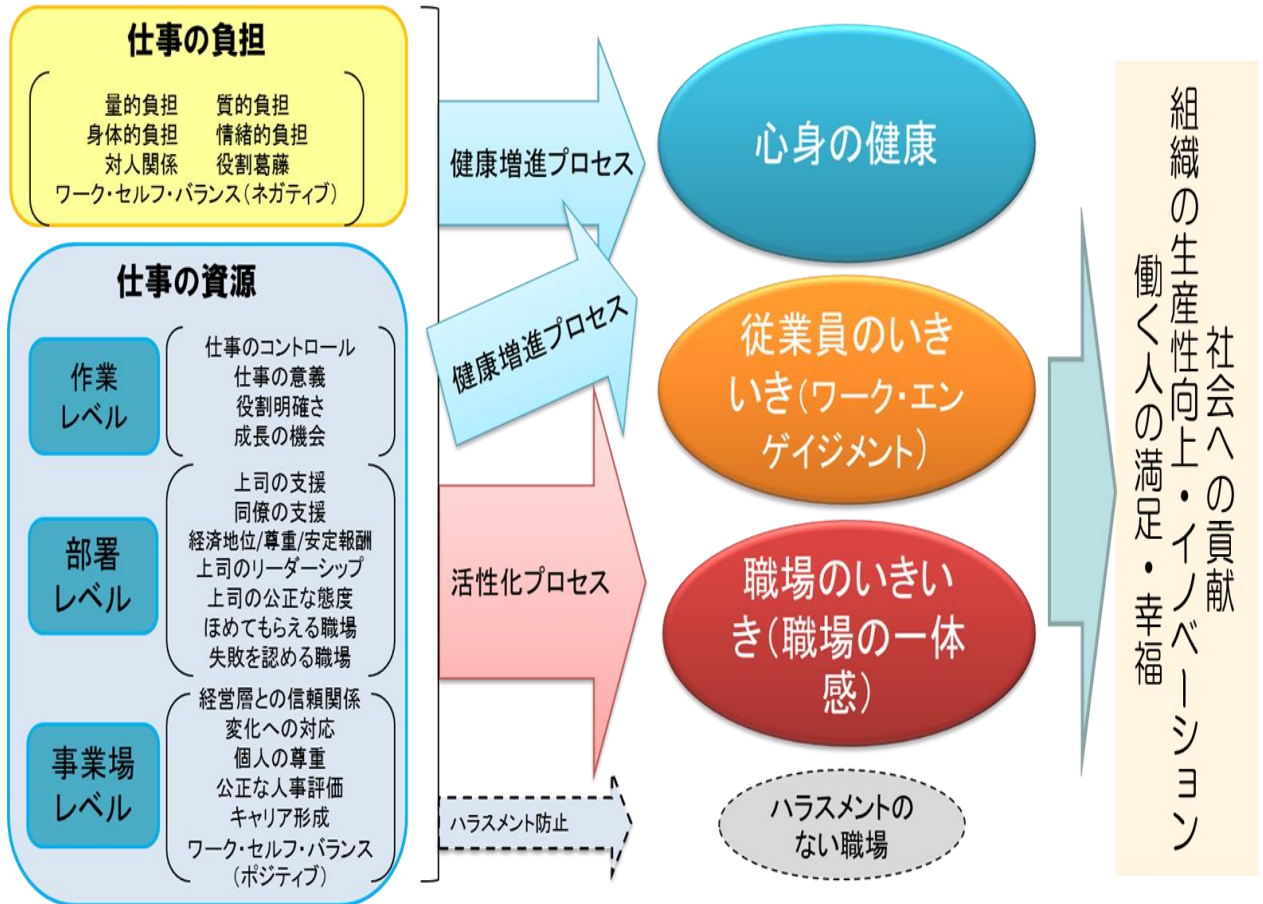 仕事の負担
量的負担　質的負担
身体的負担　情緒的負担
対人関係　役割葛藤
ワーク・セルフ・バランス(ネガティブ)
仕事の資源
作業
レベル
仕事のコントロール
仕事の意義
役割明確さ
成長の機会
部署
レベル
上司の支援
同僚の支援
経済地位/尊重/安定報酬
上司のリーダーシップ
上司の公正な態度
ほめてもらえる職場
失敗を認める職場
事業場
レベル
経営層との信頼関係
変化への対応
個人の尊重
公正な人事評価
キャリア形成
ワーク・セルフ・バランス
(ポジティブ)
健康増進プロセス
健康増進プロセス
活性化プロセス
ハラスメント防止
心身の健康
従業員のいき
いき(ワーク・エン
ゲイジメント)
職場のいきい
き(職場の一体
感)
ハラスメントの
ない職場
社会への貢献
組織の生産性向上・イノベーション
働く人の満足・幸福